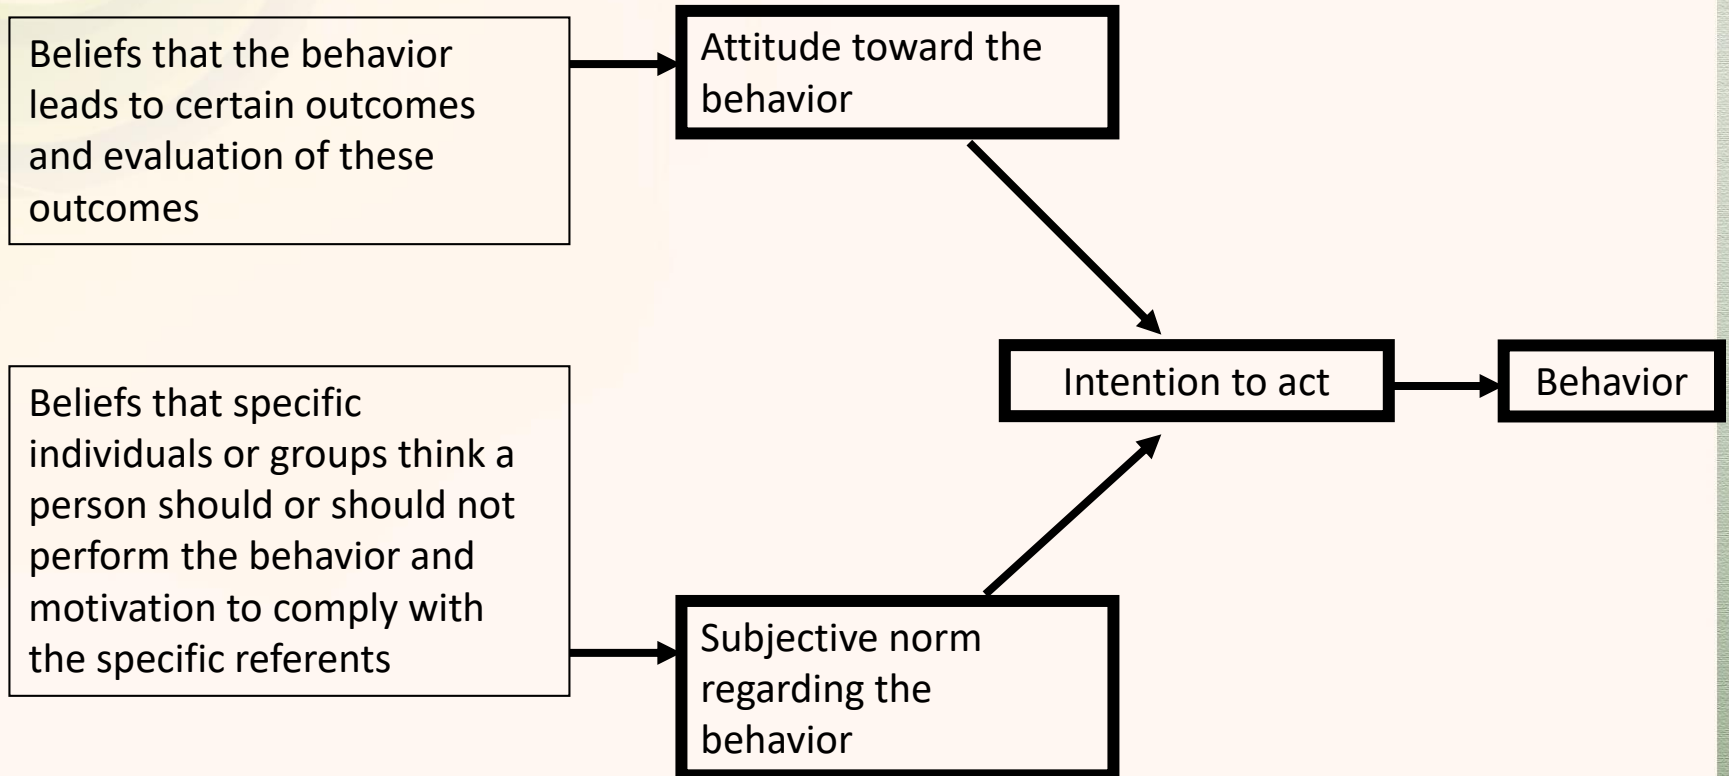 Beliefs that the behavior
leads to certain outcomes
and evaluation of these
outcomes
Attitude toward the
behavior
Intention to act
Behavior
Beliefs that specific
individuals or groups think a
person should or should not
perform the behavior and
motivation to comply with
the specific referents
Subjective norm
regarding the
behavior